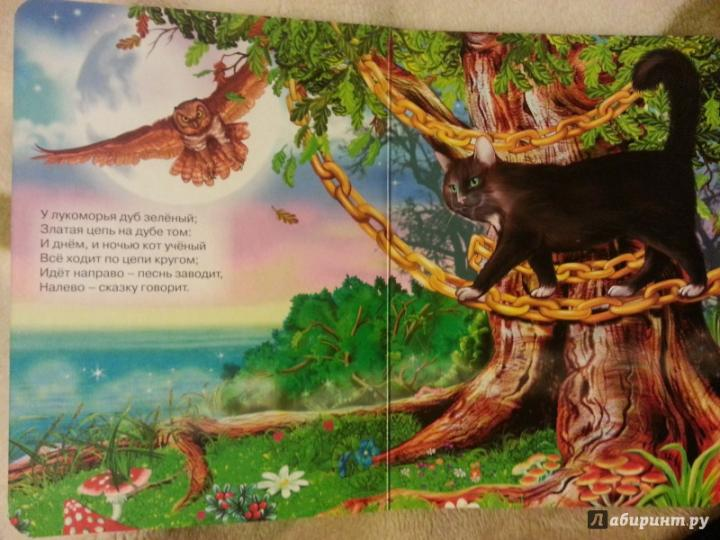 У лукоморья дуб зелёный;
Златая цепь на дубе том:
И днём, и ночью кот учёный
Всё ходит по цепи кругом;
Идёт направо – песнь заводит,
Налево – сказку говорит.
Лабиринт.ру